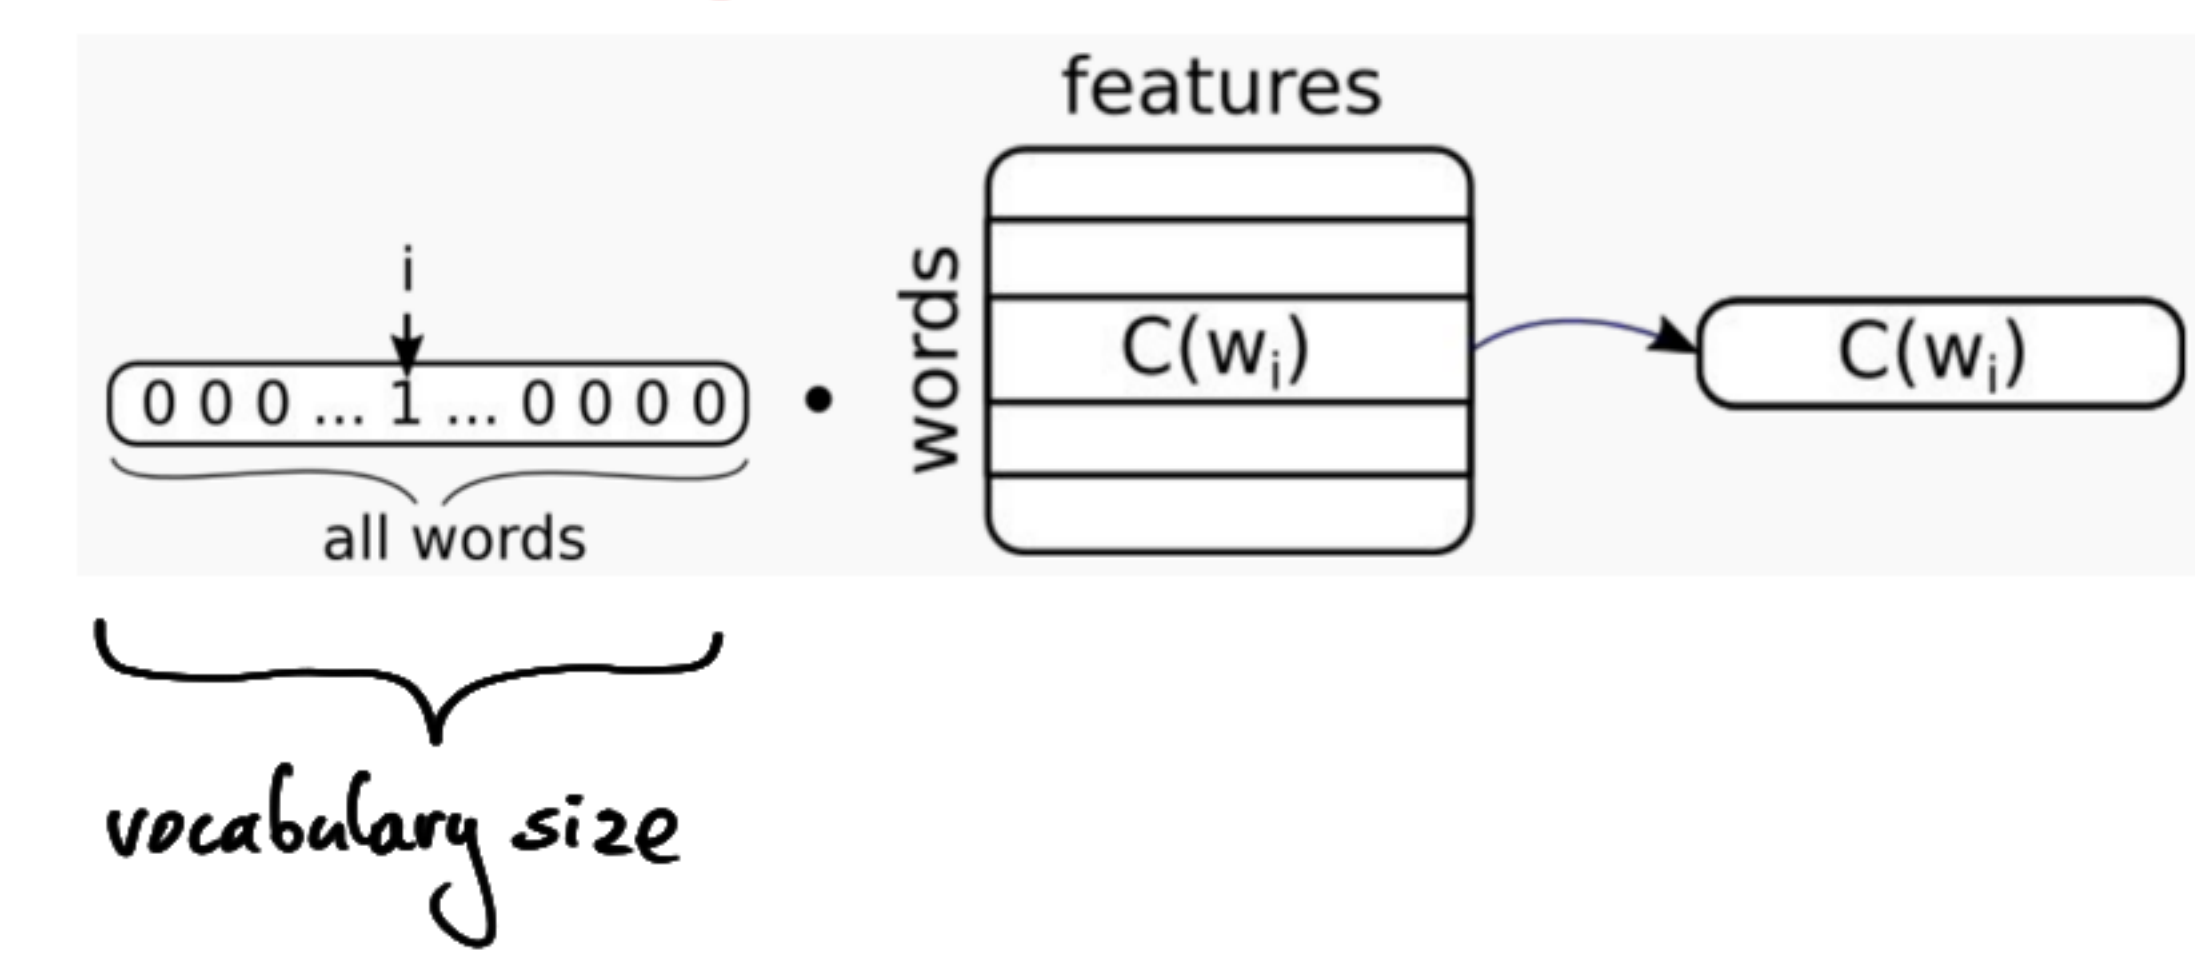 features
i
0 0 0 ... 1 ... 0 0 0 0
•
words
C(wᵢ)
C(wᵢ)
all words
vocabulary size